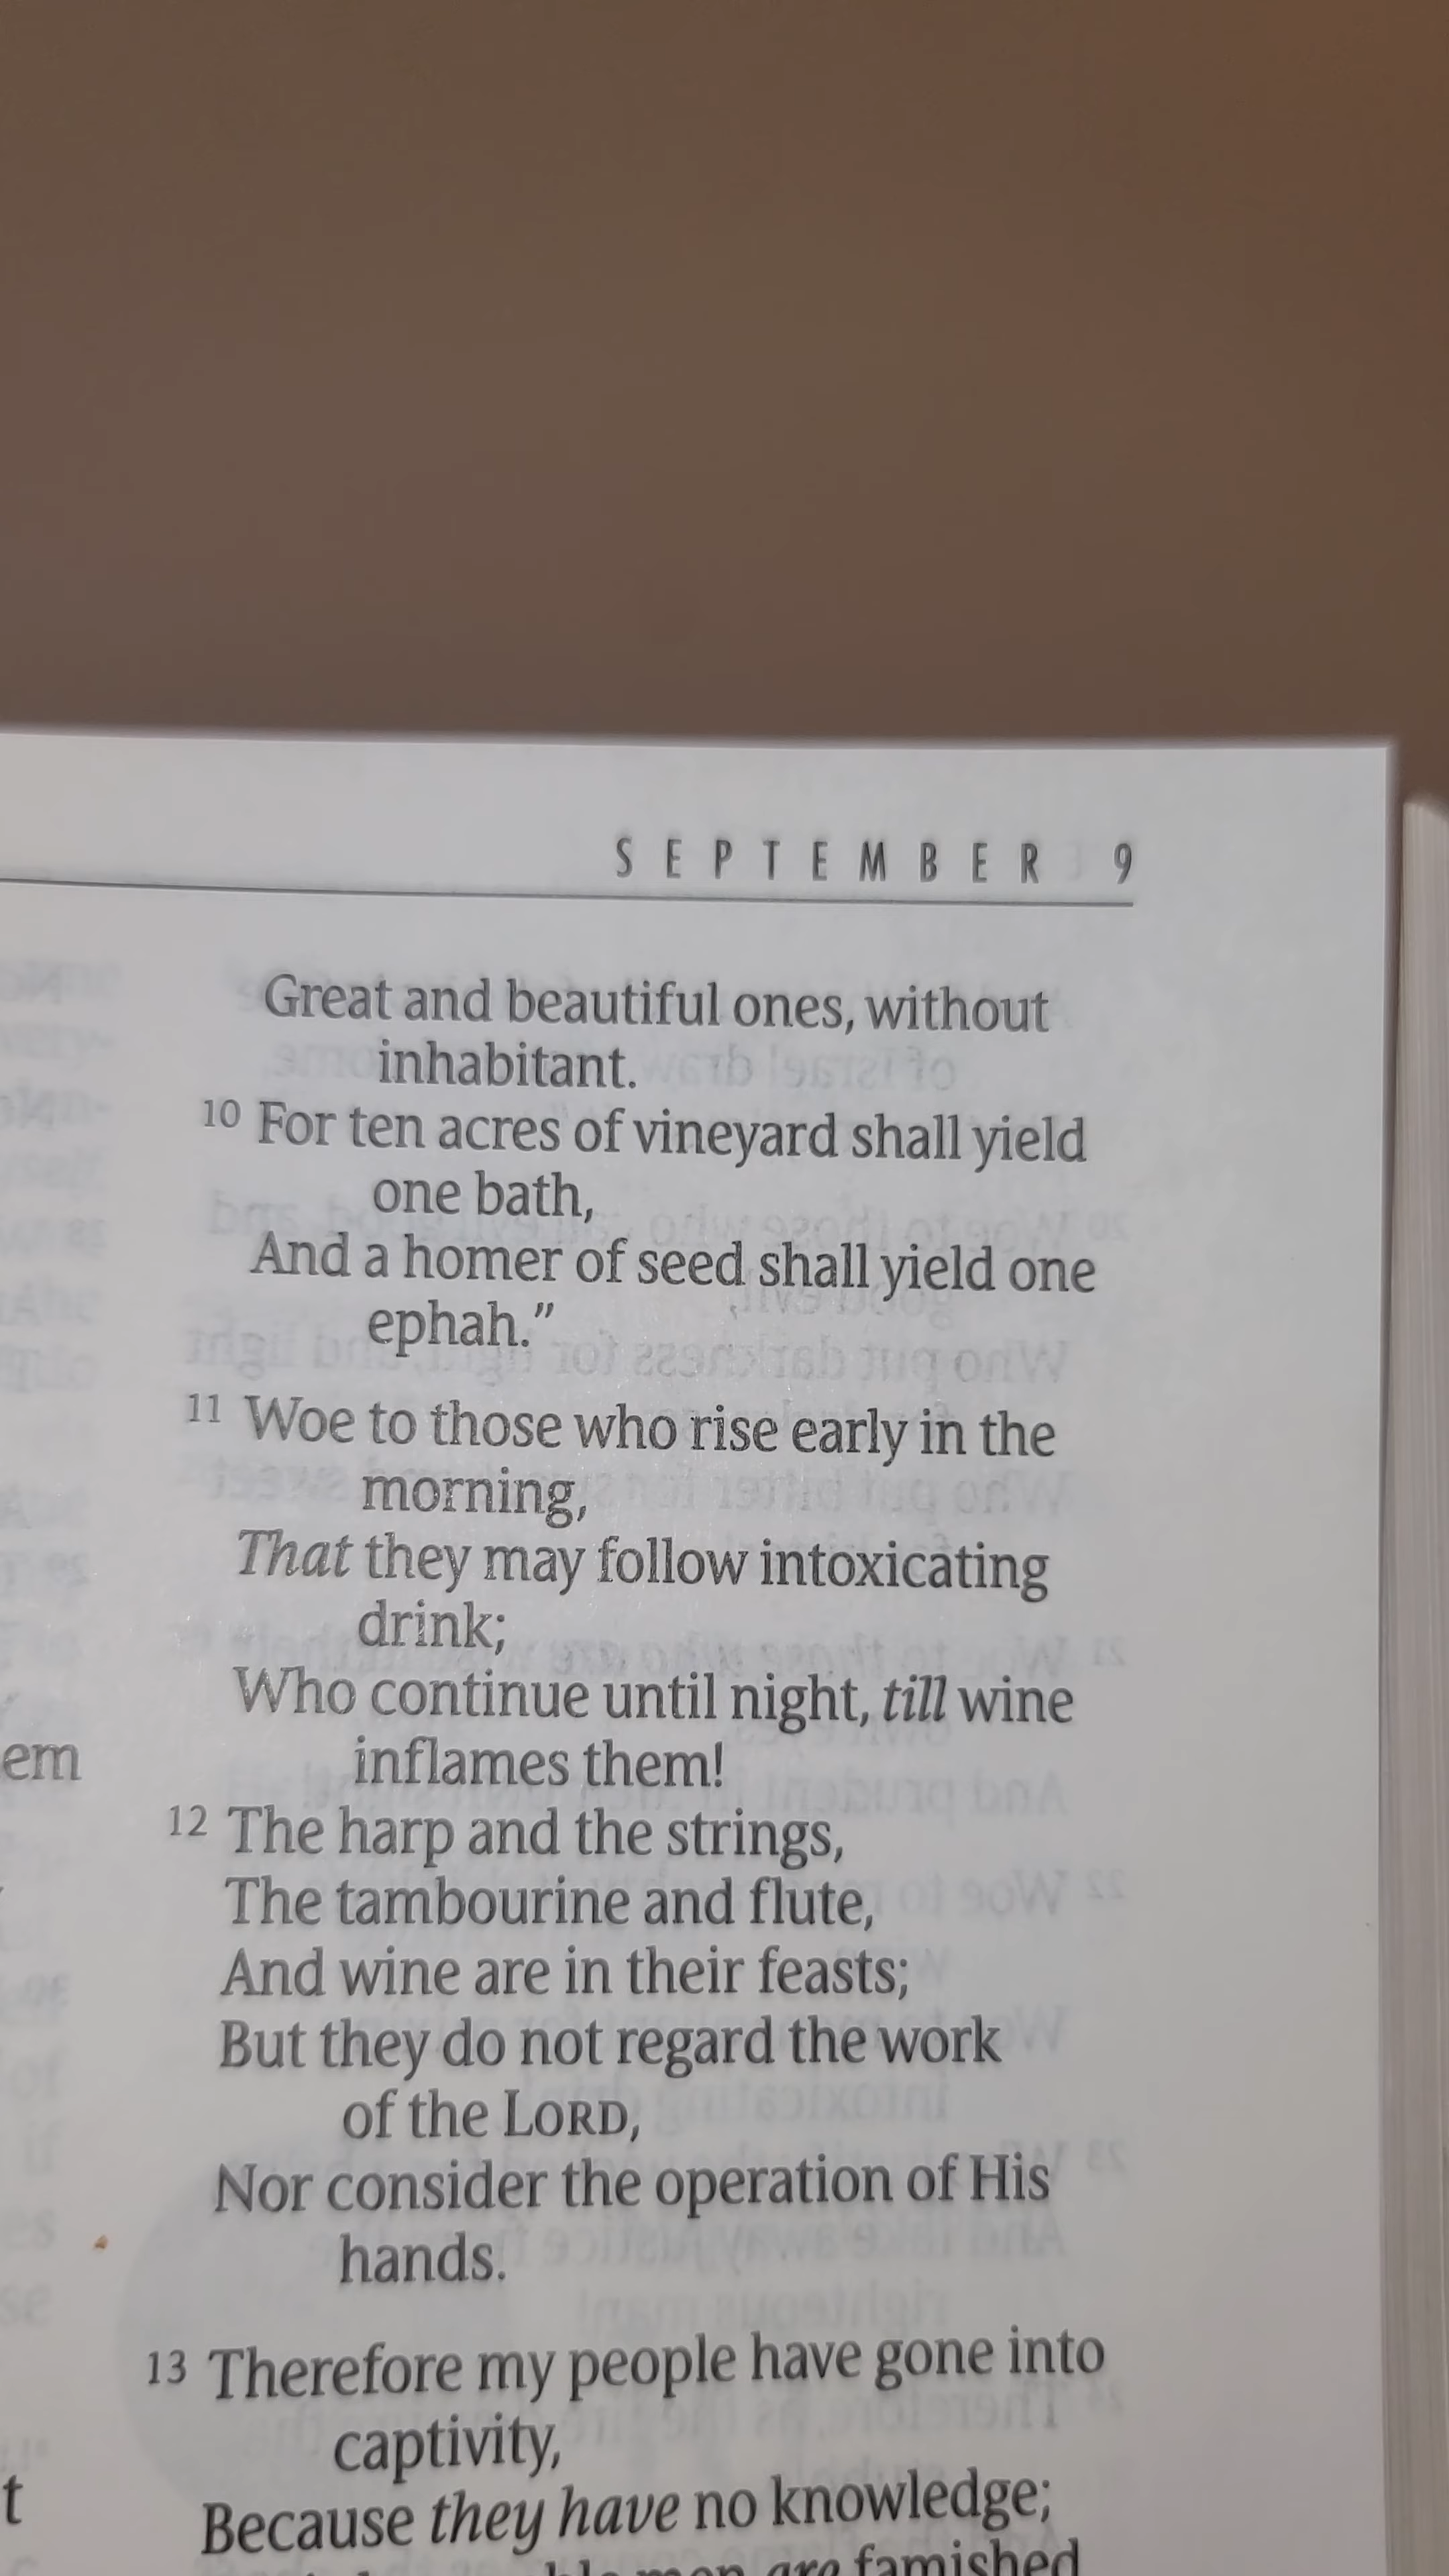 SEPTEMBER 9
Great and beautiful ones, without
inhabitant.
10 For ten acres of vineyard shall yield
one bath,
And a homer of seed shall yield one
ephah.”
11 Woe to those who rise early in the
morning,
That they may follow intoxicating
drink;
Who continue until night, till wine
inflames them!
12 The harp and the strings,
The tambourine and flute,
And wine are in their feasts;
But they do not regard the work
of the LORD,
Nor consider the operation of His
hands.
13 Therefore my people have gone into
captivity,
Because they have no knowledge;
men are famished
em
t